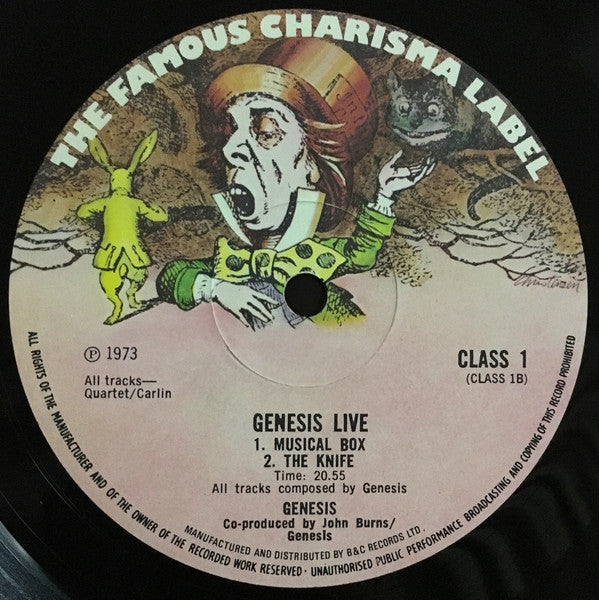 THE FAMOUS CHARISMA LABEL
Christensen
℗ 1973
All tracks—
Quartet/Carlin
CLASS 1
(CLASS 1B)
GENESIS LIVE
1. MUSICAL BOX
2. THE KNIFE
Time: 20.55
All tracks composed by Genesis
GENESIS
Co-produced by John Burns/
Genesis
MANUFACTURED AND DISTRIBUTED BY B&C RECORDS LTD.
ALL RIGHTS OF THE MANUFACTURER AND OF THE OWNER OF THE RECORDED WORK RESERVED · UNAUTHORISED PUBLIC PERFORMANCE BROADCASTING AND COPYING OF THIS RECORD PROHIBITED